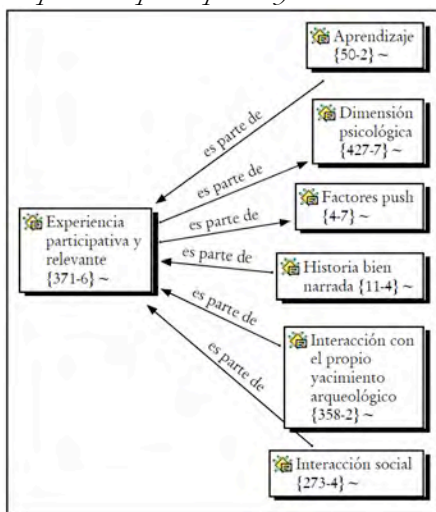 Aprendizaje
{50-2} ~
es parte de
Dimensión
psicológica
{427-7} ~
es parte de
Factores push
{4-7} ~
es parte de
Experiencia
participativa y
relevante
{371-6} ~
es parte de
Historia bien
narrada {11-4} ~
es parte de
Interacción con
el propio
yacimiento
arqueológico
{358-2} ~
es parte de
Interacción social
{273-4} ~